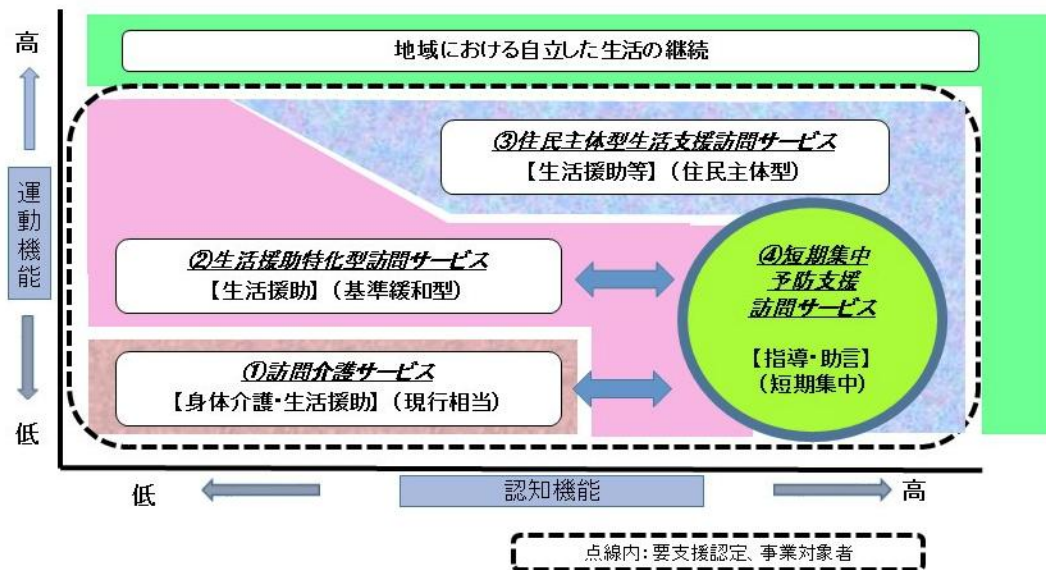 高
地域における自立した生活の継続
③住民主体型生活支援訪問サービス
【生活援助等】(住民主体型)
運動機能
②生活援助特化型訪問サービス
【生活援助】(基準緩和型)
④短期集中
予防支援
訪問サービス
【指導・助言】
(短期集中)
①訪問介護サービス
【身体介護・生活援助】(現行相当)
低
低
認知機能
高
点線内:要支援認定、事業対象者